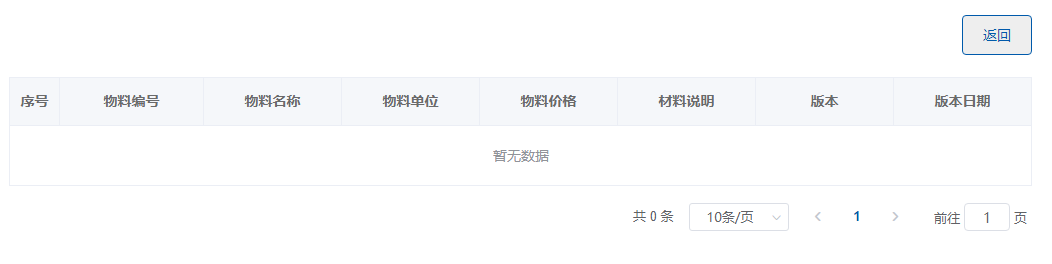 返回
序号 物料编号 物料名称 物料单位 物料价格 材料说明 版本 版本日期
暂无数据
共 0 条 10条/页 1 前往 1 页